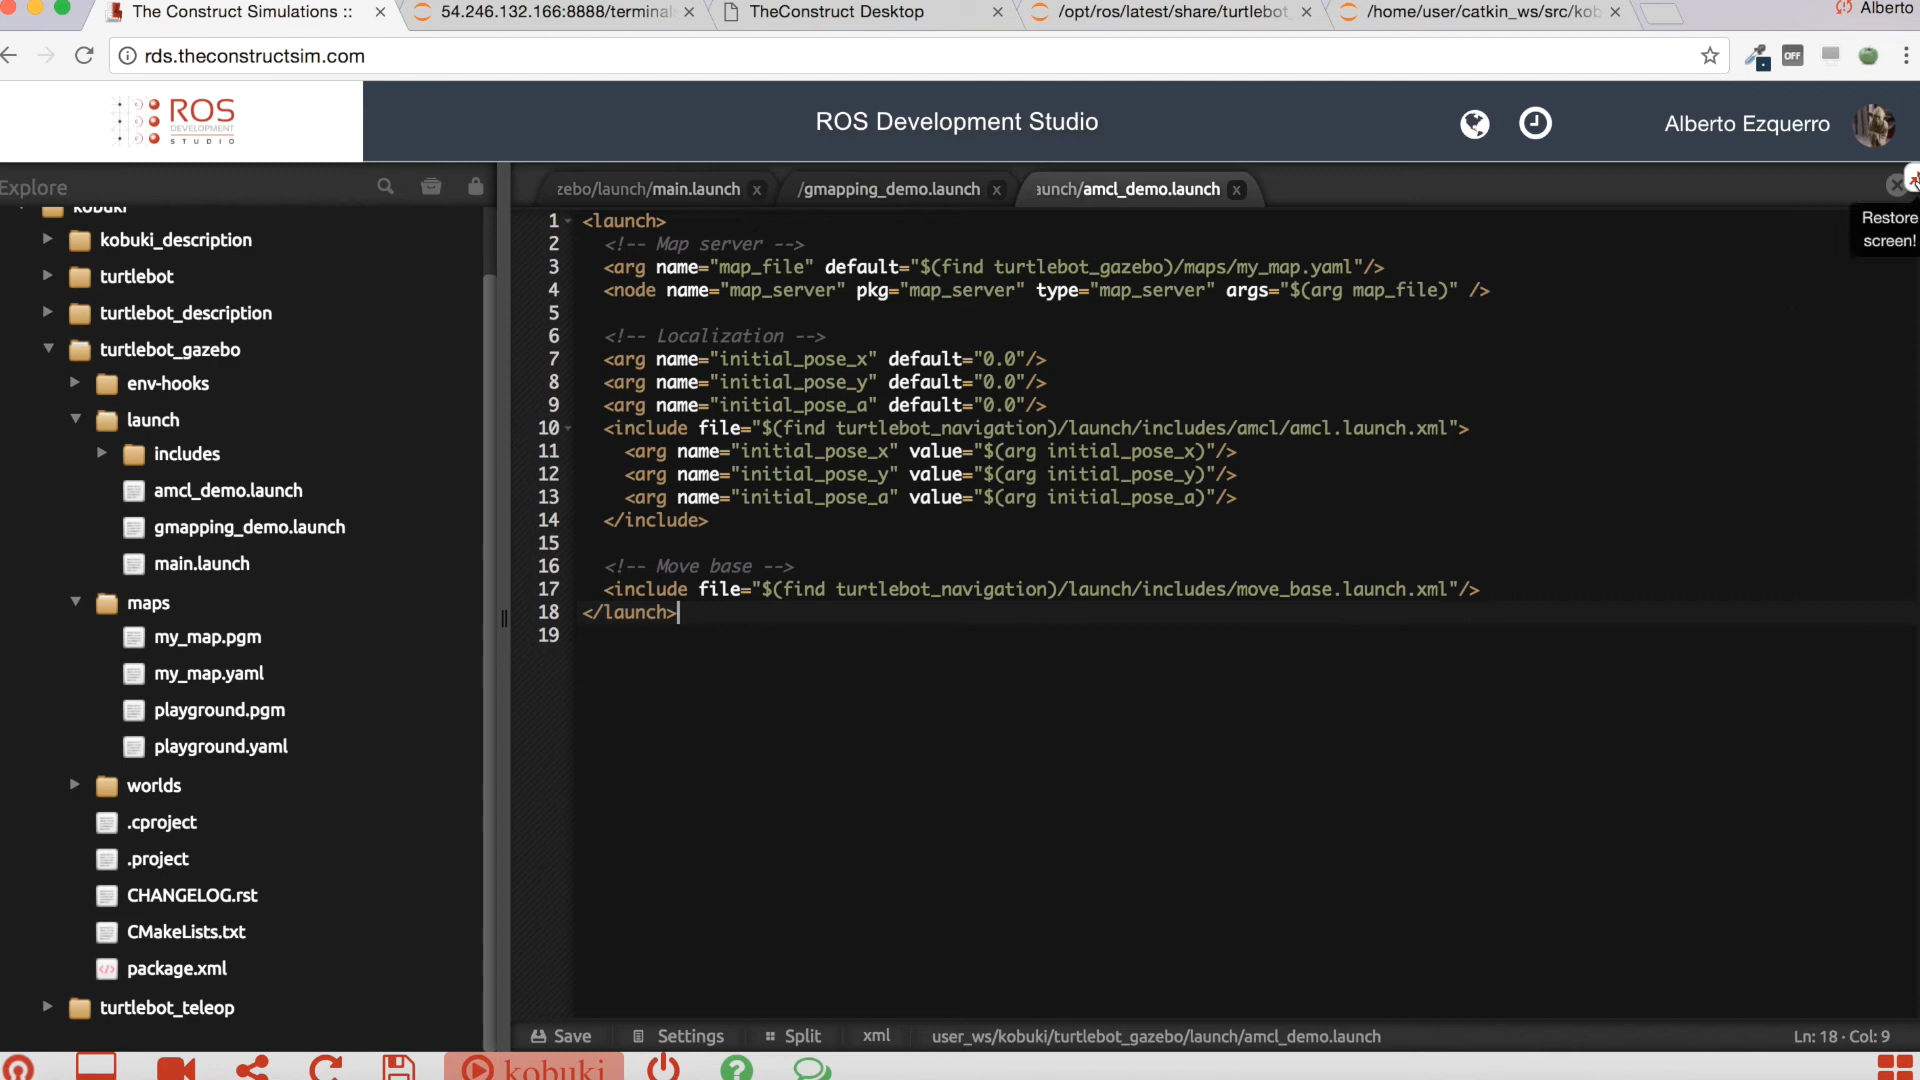 The Construct Simulations ::
54.246.132.166:8888/terminal
TheConstruct Desktop
/opt/ros/latest/share/turtlebot
/home/user/catkin_ws/src/kob
Alberto
rds.theconstructsim.com
OFF
ROS
DEVELOPMENT
STUDIO
ROS Development Studio
Alberto Ezquerro
Explore
zebo/launch/main.launch x
/gmapping_demo.launch x
aunch/amcl_demo.launch x
Restore
screen!
kobuki
kobuki_description
turtlebot
turtlebot_description
turtlebot_gazebo
env-hooks
launch
includes
amcl_demo.launch
gmapping_demo.launch
main.launch
maps
my_map.pgm
my_map.yaml
playground.pgm
playground.yaml
worlds
.cproject
.project
CHANGELOG.rst
CMakeLists.txt
package.xml
turtlebot_teleop
1 <launch>
2 <!-- Map server -->
3 <arg name="map_file" default="$(find turtlebot_gazebo)/maps/my_map.yaml"/>
4 <node name="map_server" pkg="map_server" type="map_server" args="$(arg map_file)" />
5
6 <!-- Localization -->
7 <arg name="initial_pose_x" default="0.0"/>
8 <arg name="initial_pose_y" default="0.0"/>
9 <arg name="initial_pose_a" default="0.0"/>
10 <include file="$(find turtlebot_navigation)/launch/includes/amcl/amcl.launch.xml">
11 <arg name="initial_pose_x" value="$(arg initial_pose_x)"/>
12 <arg name="initial_pose_y" value="$(arg initial_pose_y)"/>
13 <arg name="initial_pose_a" value="$(arg initial_pose_a)"/>
14 </include>
15
16 <!-- Move base -->
17 <include file="$(find turtlebot_navigation)/launch/includes/move_base.launch.xml"/>
18 </launch>
19
Save Settings Split xml user_ws/kobuki/turtlebot_gazebo/launch/amcl_demo.launch Ln: 18 · Col: 9
kobuki